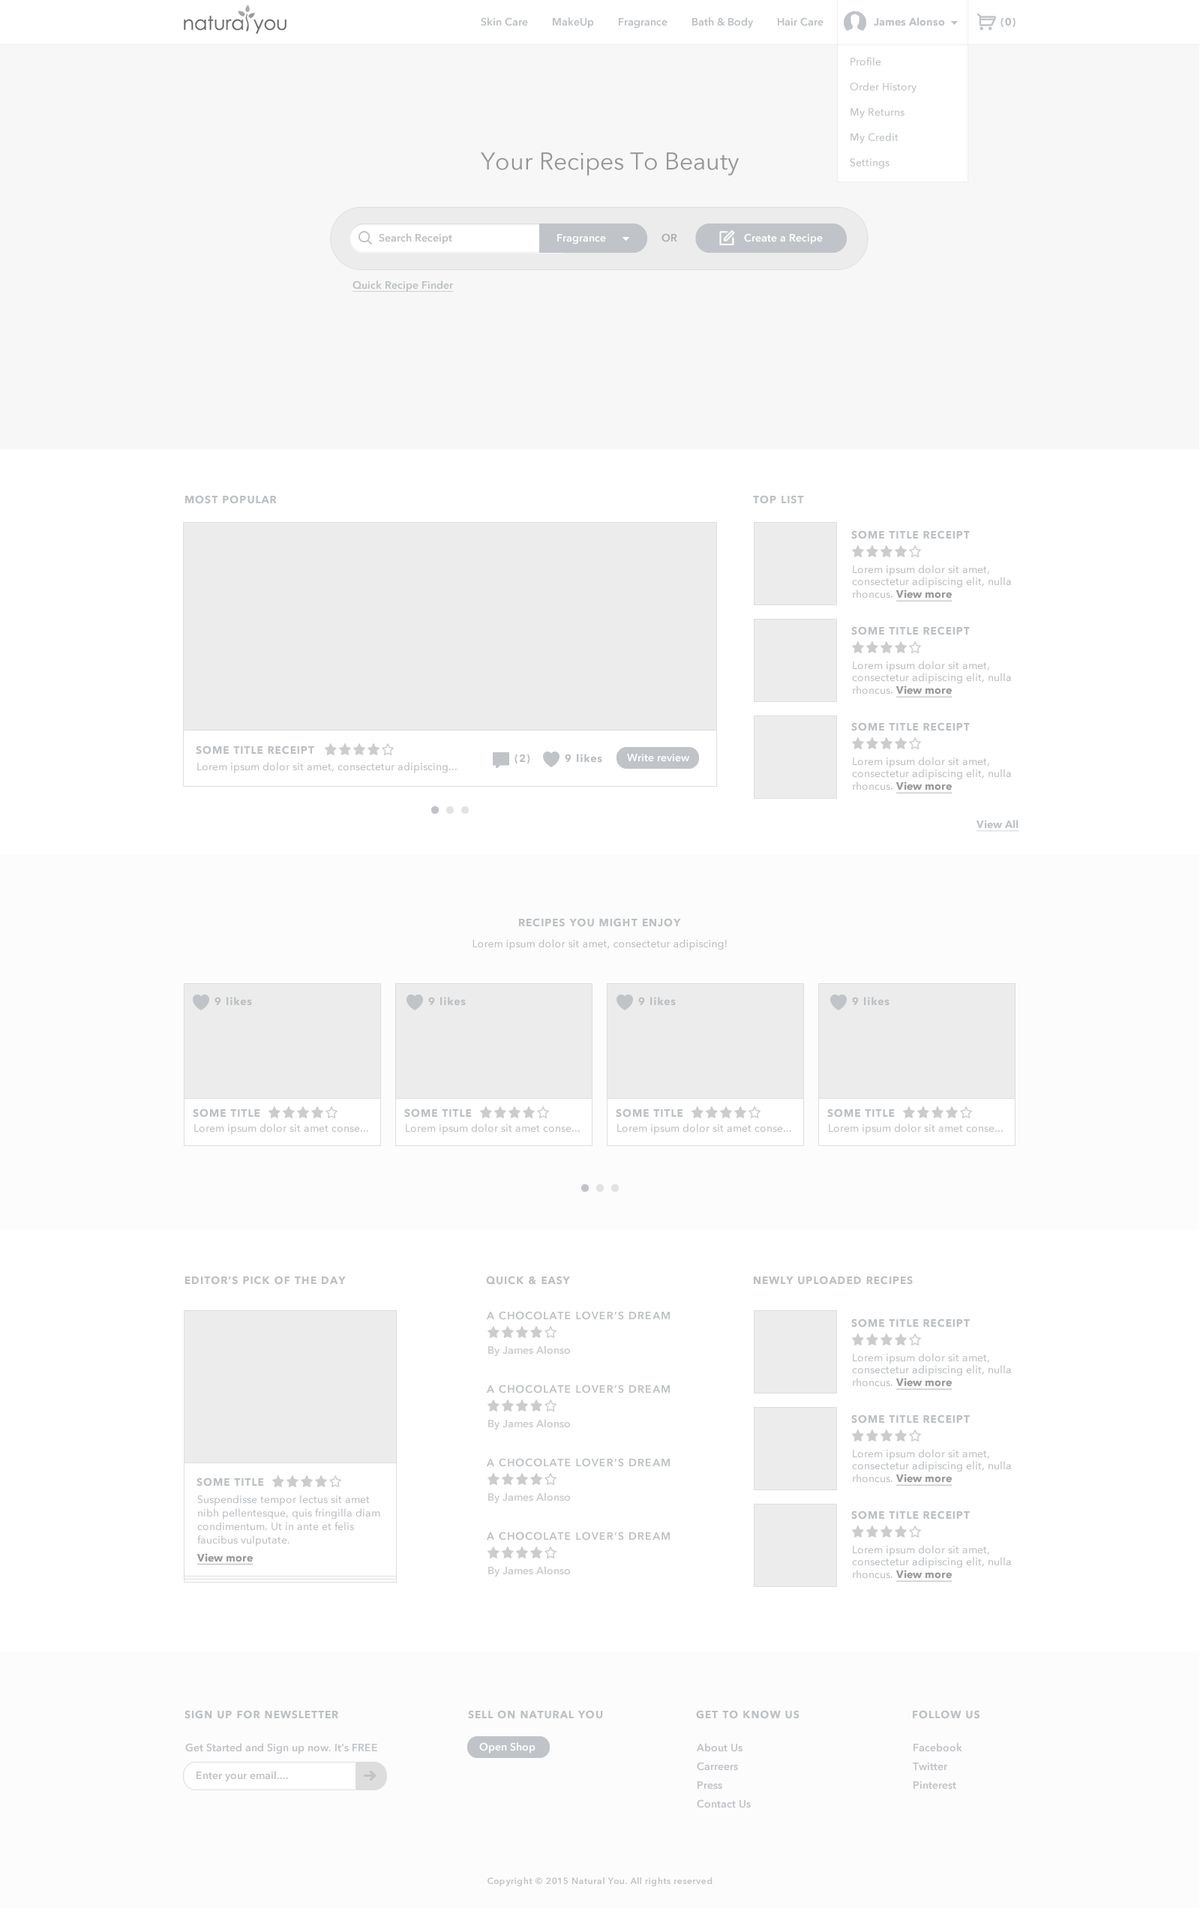 natural you
Skin Care
MakeUp
Fragrance
Bath & Body
Hair Care
James Alonso
(0)
Profile
Order History
My Returns
My Credit
Settings
Your Recipes To Beauty
Search Receipt
Fragrance
OR
Create a Recipe
Quick Recipe Finder
MOST POPULAR
SOME TITLE RECEIPT
Lorem ipsum dolor sit amet, consectetur adipiscing...
(2)
9 likes
Write review
TOP LIST
SOME TITLE RECEIPT
Lorem ipsum dolor sit amet,
consectetur adipiscing elit, nulla
rhoncus. View more
SOME TITLE RECEIPT
Lorem ipsum dolor sit amet,
consectetur adipiscing elit, nulla
rhoncus. View more
SOME TITLE RECEIPT
Lorem ipsum dolor sit amet,
consectetur adipiscing elit, nulla
rhoncus. View more
View All
RECIPES YOU MIGHT ENJOY
Lorem ipsum dolor sit amet, consectetur adipiscing!
9 likes
SOME TITLE
Lorem ipsum dolor sit amet conse...
9 likes
SOME TITLE
Lorem ipsum dolor sit amet conse...
9 likes
SOME TITLE
Lorem ipsum dolor sit amet conse...
9 likes
SOME TITLE
Lorem ipsum dolor sit amet conse...
EDITOR'S PICK OF THE DAY
SOME TITLE
Suspendisse tempor lectus sit amet
nibh pellentesque, quis fringilla diam
condimentum. Ut in ante et felis
faucibus vulputate.
View more
QUICK & EASY
A CHOCOLATE LOVER'S DREAM
By James Alonso
A CHOCOLATE LOVER'S DREAM
By James Alonso
A CHOCOLATE LOVER'S DREAM
By James Alonso
A CHOCOLATE LOVER'S DREAM
By James Alonso
NEWLY UPLOADED RECIPES
SOME TITLE RECEIPT
Lorem ipsum dolor sit amet,
consectetur adipiscing elit, nulla
rhoncus. View more
SOME TITLE RECEIPT
Lorem ipsum dolor sit amet,
consectetur adipiscing elit, nulla
rhoncus. View more
SOME TITLE RECEIPT
Lorem ipsum dolor sit amet,
consectetur adipiscing elit, nulla
rhoncus. View more
SIGN UP FOR NEWSLETTER
Get Started and Sign up now. It's FREE
Enter your email....
SELL ON NATURAL YOU
Open Shop
GET TO KNOW US
About Us
Carreers
Press
Contact Us
FOLLOW US
Facebook
Twitter
Pinterest
Copyright © 2015 Natural You. All rights reserved